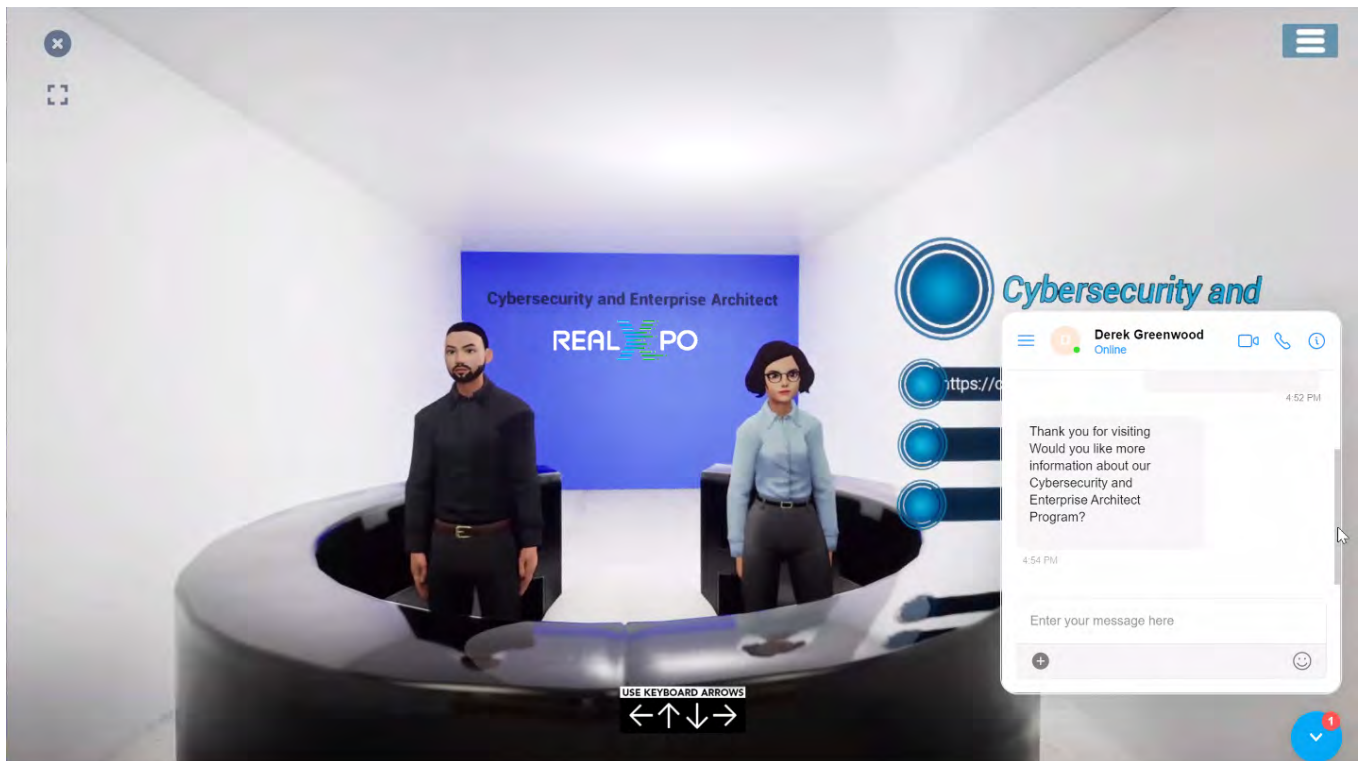 Cybersecurity and Enterprise Architect
REALXPO
Cybersecurity and
https://
Derek Greenwood
Online
4:52 PM
Thank you for visiting
Would you like more
information about our
Cybersecurity and
Enterprise Architect
Program?
4:54 PM
Enter your message here
USE KEYBOARD ARROWS
1